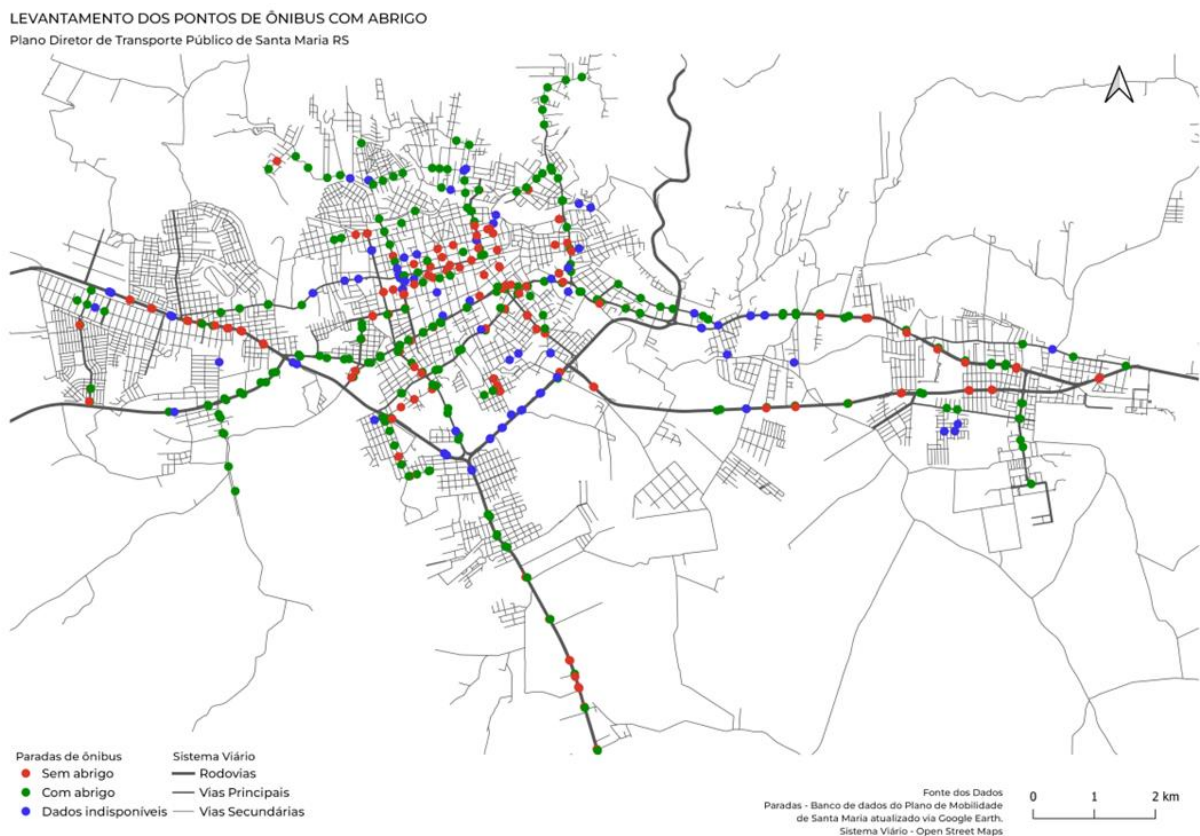 LEVANTAMENTO DOS PONTOS DE ÔNIBUS COM ABRIGO
Plano Diretor de Transporte Público de Santa Maria RS
Paradas de ônibus
Sem abrigo
Com abrigo
Dados indisponíveis
Sistema Viário
Rodovias
Vias Principais
Vias Secundárias
Fonte dos Dados
Paradas - Banco de dados do Plano de Mobilidade
de Santa Maria atualizado via Google Earth.
Sistema Viário - Open Street Maps
0 1 2 km